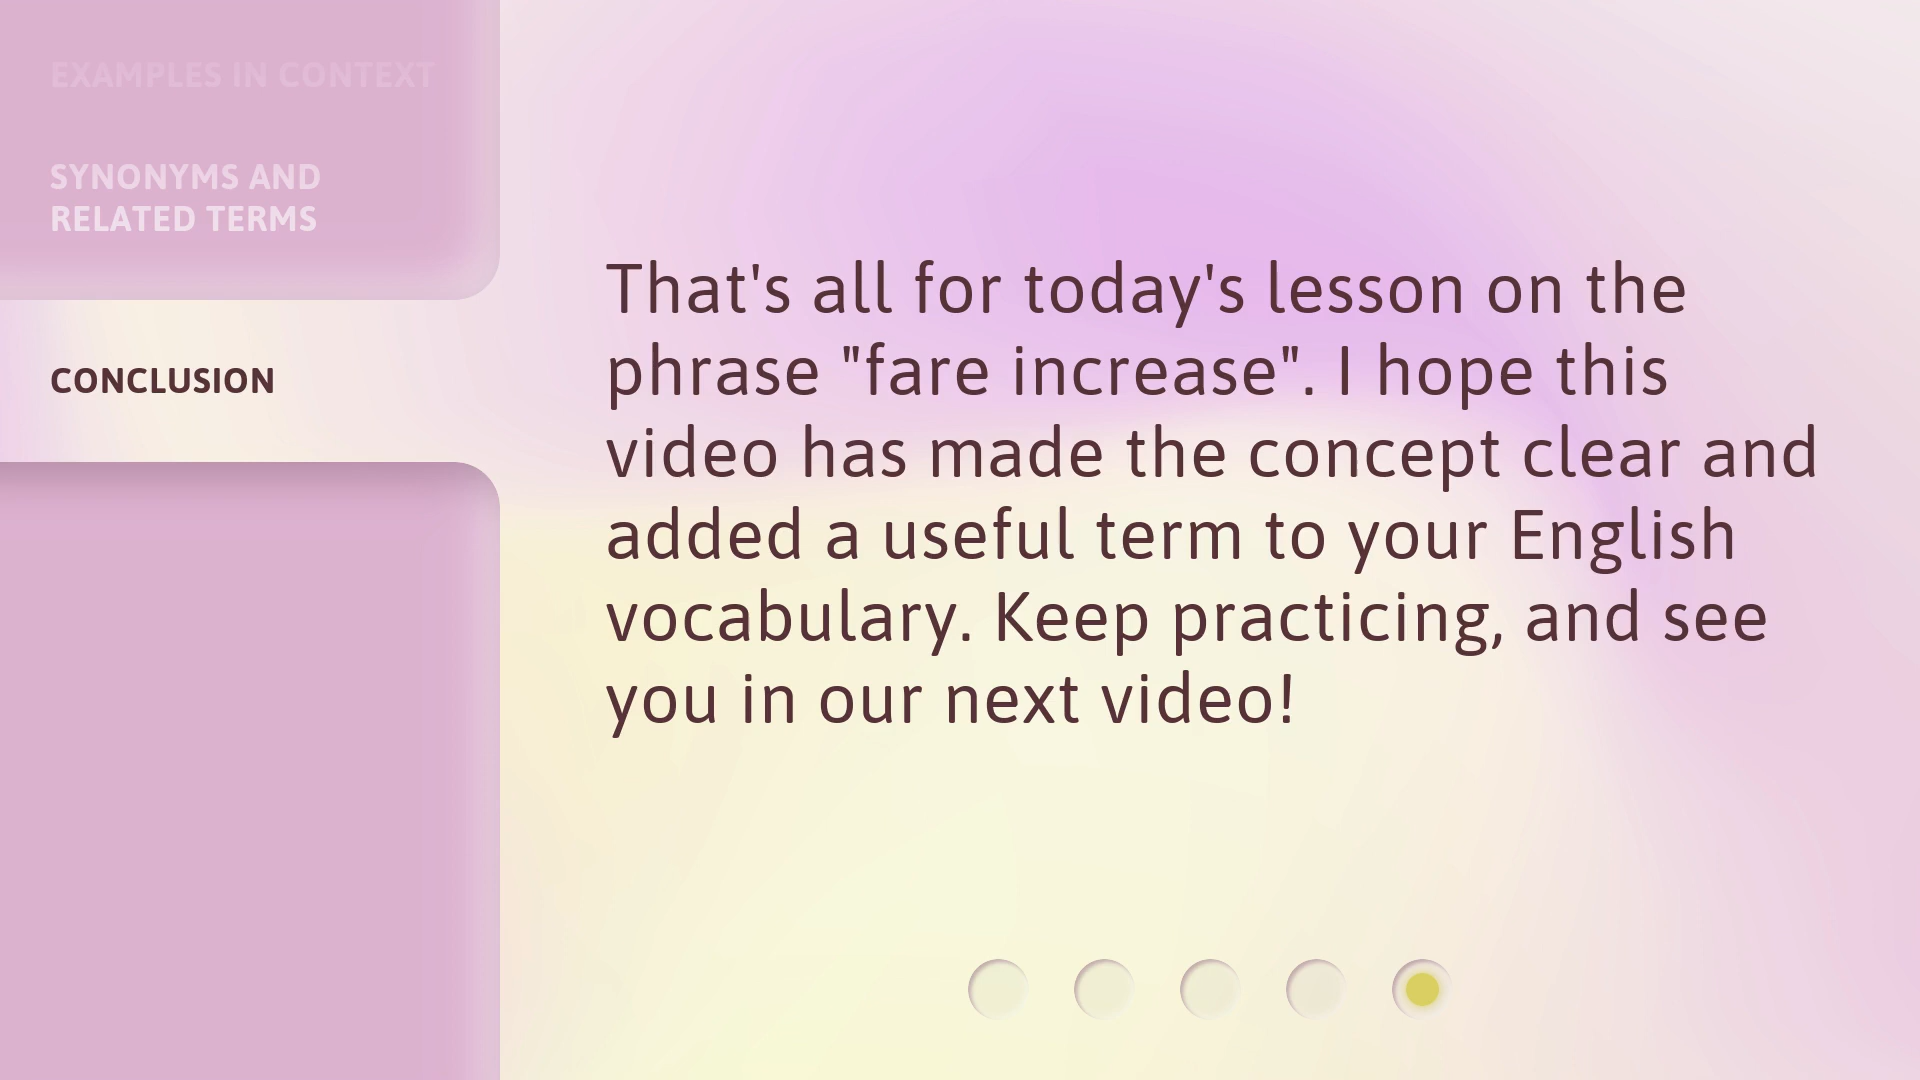 EXAMPLES IN CONTEXT
SYNONYMS AND
RELATED TERMS
CONCLUSION
That's all for today's lesson on the
phrase "fare increase". I hope this
video has made the concept clear and
added a useful term to your English
vocabulary. Keep practicing, and see
you in our next video!